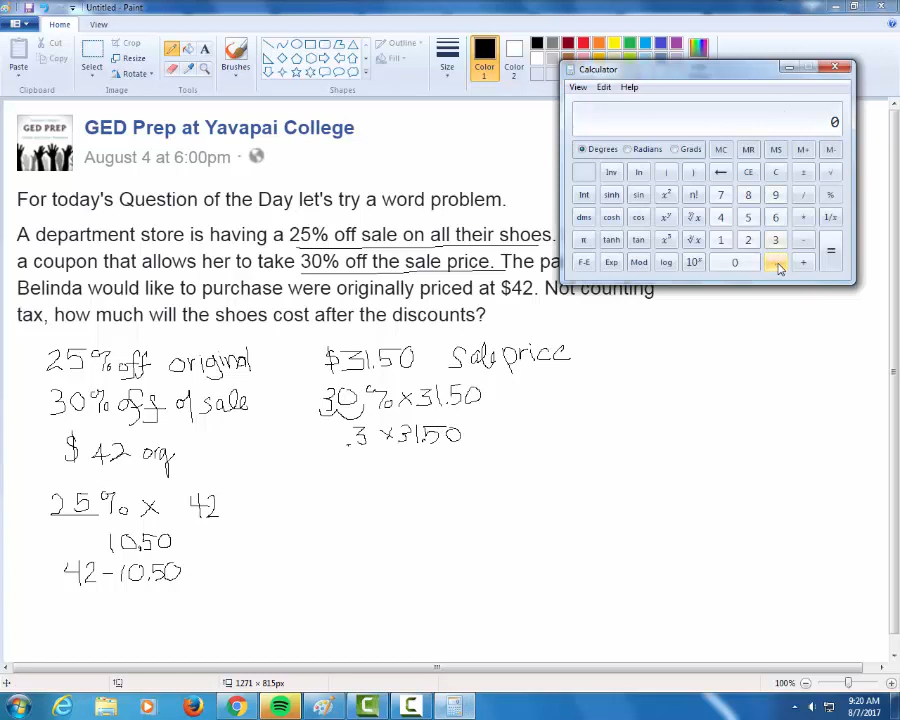 Untitled - Paint
Home
View
Paste
Cut
Copy
Clipboard
Select
Crop
Resize
Rotate
Image
A
Tools
Brushes
Shapes
Outline
Fill
Size
Color 1
Color 2
Calculator
View Edit Help
0
Degrees Radians Grads MC MR MS M+ M-
Inv ln ( ) ← CE C ± √
Int sinh sin x² n! 7 8 9 / %
dms cosh cos xʸ ʸ√x 4 5 6 * 1/x
π tanh tan x³ ³√x 1 2 3 - =
F-E Exp Mod log 10ˣ 0 . +
GED PREP
GED Prep at Yavapai College
August 4 at 6:00pm ·
For today's Question of the Day let's try a word problem.
A department store is having a 25% off sale on all their shoes.
a coupon that allows her to take 30% off the sale price. The pa
Belinda would like to purchase were originally priced at $42. Not counting
tax, how much will the shoes cost after the discounts?
25% off original
30% off of sale
$ 42 org
25% x 42
10.50
42-10.50
$31.50 sale price
30% x 31.50
.3 x 31.50
1271 × 815px
100%
9:20 AM
8/7/2017